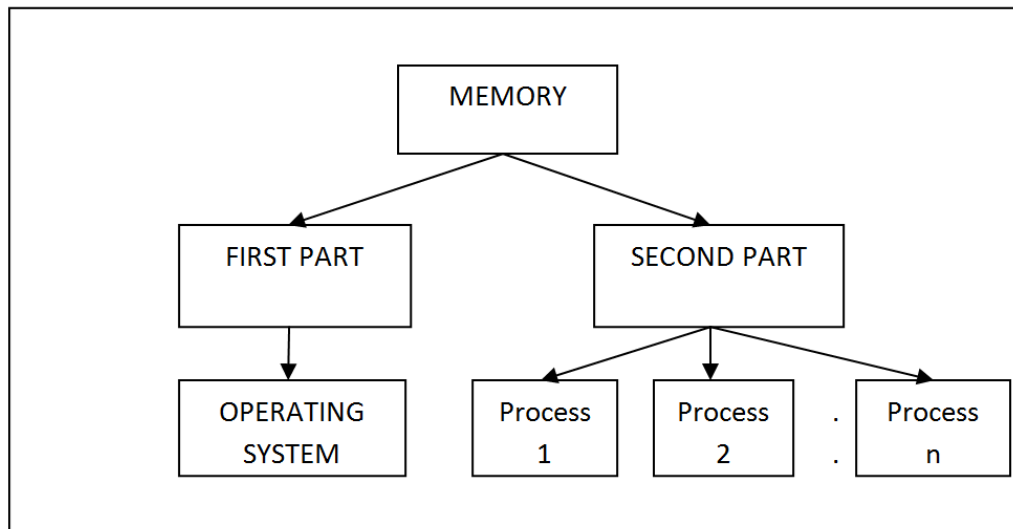 MEMORY
FIRST PART
SECOND PART
OPERATING
SYSTEM
Process
1
Process
2
.
.
Process
n